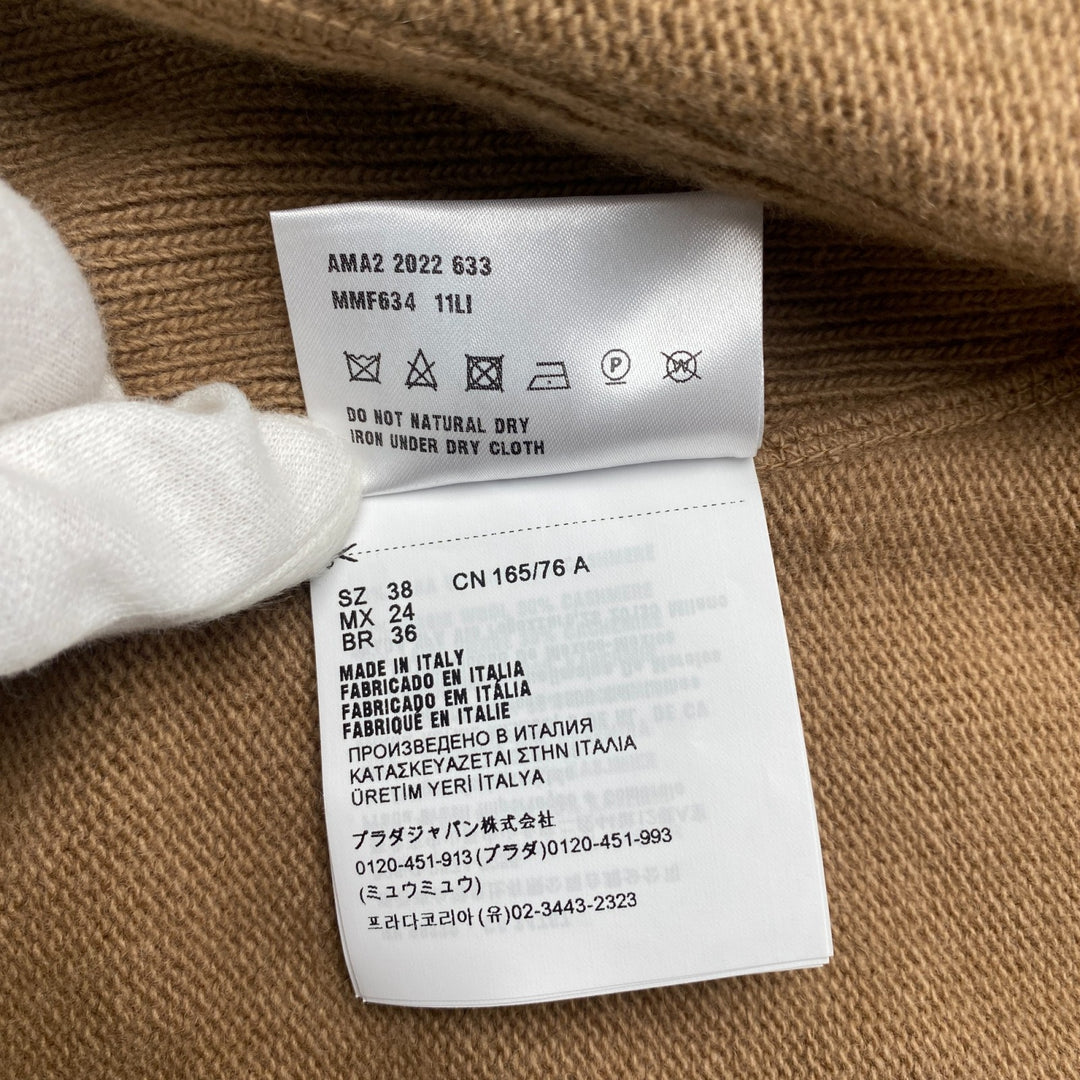 AMA2 2022 633
MMF634 11LI
P
W
DO NOT NATURAL DRY
IRON UNDER DRY CLOTH
SZ 38 CN 165/76 A
MX 24
BR 36
MADE IN ITALY
FABRICADO EN ITALIA
FABRICADO EM ITÁLIA
FABRIQUÉ EN ITALIE
ПРОИЗВЕДЕНО В ИТАЛИЯ
ΚΑΤΑΣΚΕΥΑΖΕΤΑΙ ΣΤΗΝ ΙΤΑΛΙΑ
ÜRETİM YERİ İTALYA
プラダジャパン株式会社
0120-451-913(プラダ)0120-451-993
(ミュウミュウ)
프라다코리아(유)02-3443-2323